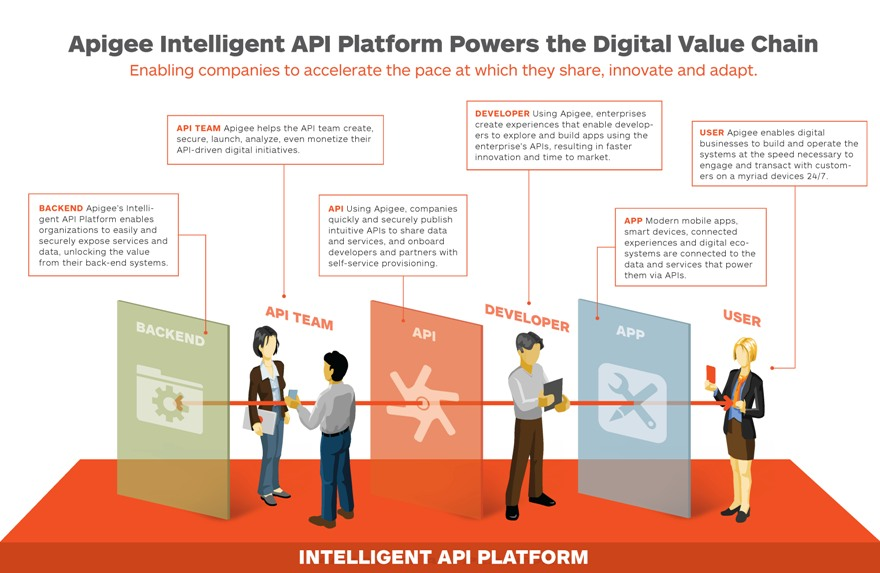 Apigee Intelligent API Platform Powers the Digital Value Chain
Enabling companies to accelerate the pace at which they share, innovate and adapt.
BACKEND Apigee's Intelli-
gent API Platform enables
organizations to easily and
securely expose services and
data, unlocking the value
from their back-end systems.
API TEAM Apigee helps the API team create,
secure, launch, analyze, even monetize their
API-driven digital initiatives.
API Using Apigee, companies
quickly and securely publish
intuitive APIs to share data
and services, and onboard
developers and partners with
self-service provisioning.
DEVELOPER Using Apigee, enterprises
create experiences that enable develop-
ers to explore and build apps using the
enterprise's APIs, resulting in faster
innovation and time to market.
APP Modern mobile apps,
smart devices, connected
experiences and digital eco-
systems are connected to the
data and services that power
them via APIs.
USER Apigee enables digital
businesses to build and operate the
systems at the speed necessary to
engage and transact with custom-
ers on a myriad devices 24/7.
BACKEND
API TEAM
API
DEVELOPER
APP
USER
INTELLIGENT API PLATFORM